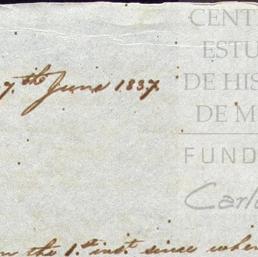 CENT
ESTU
DE HIS
DE M
FUND
Carl
7th June 1837.
n the 1st inst. since when